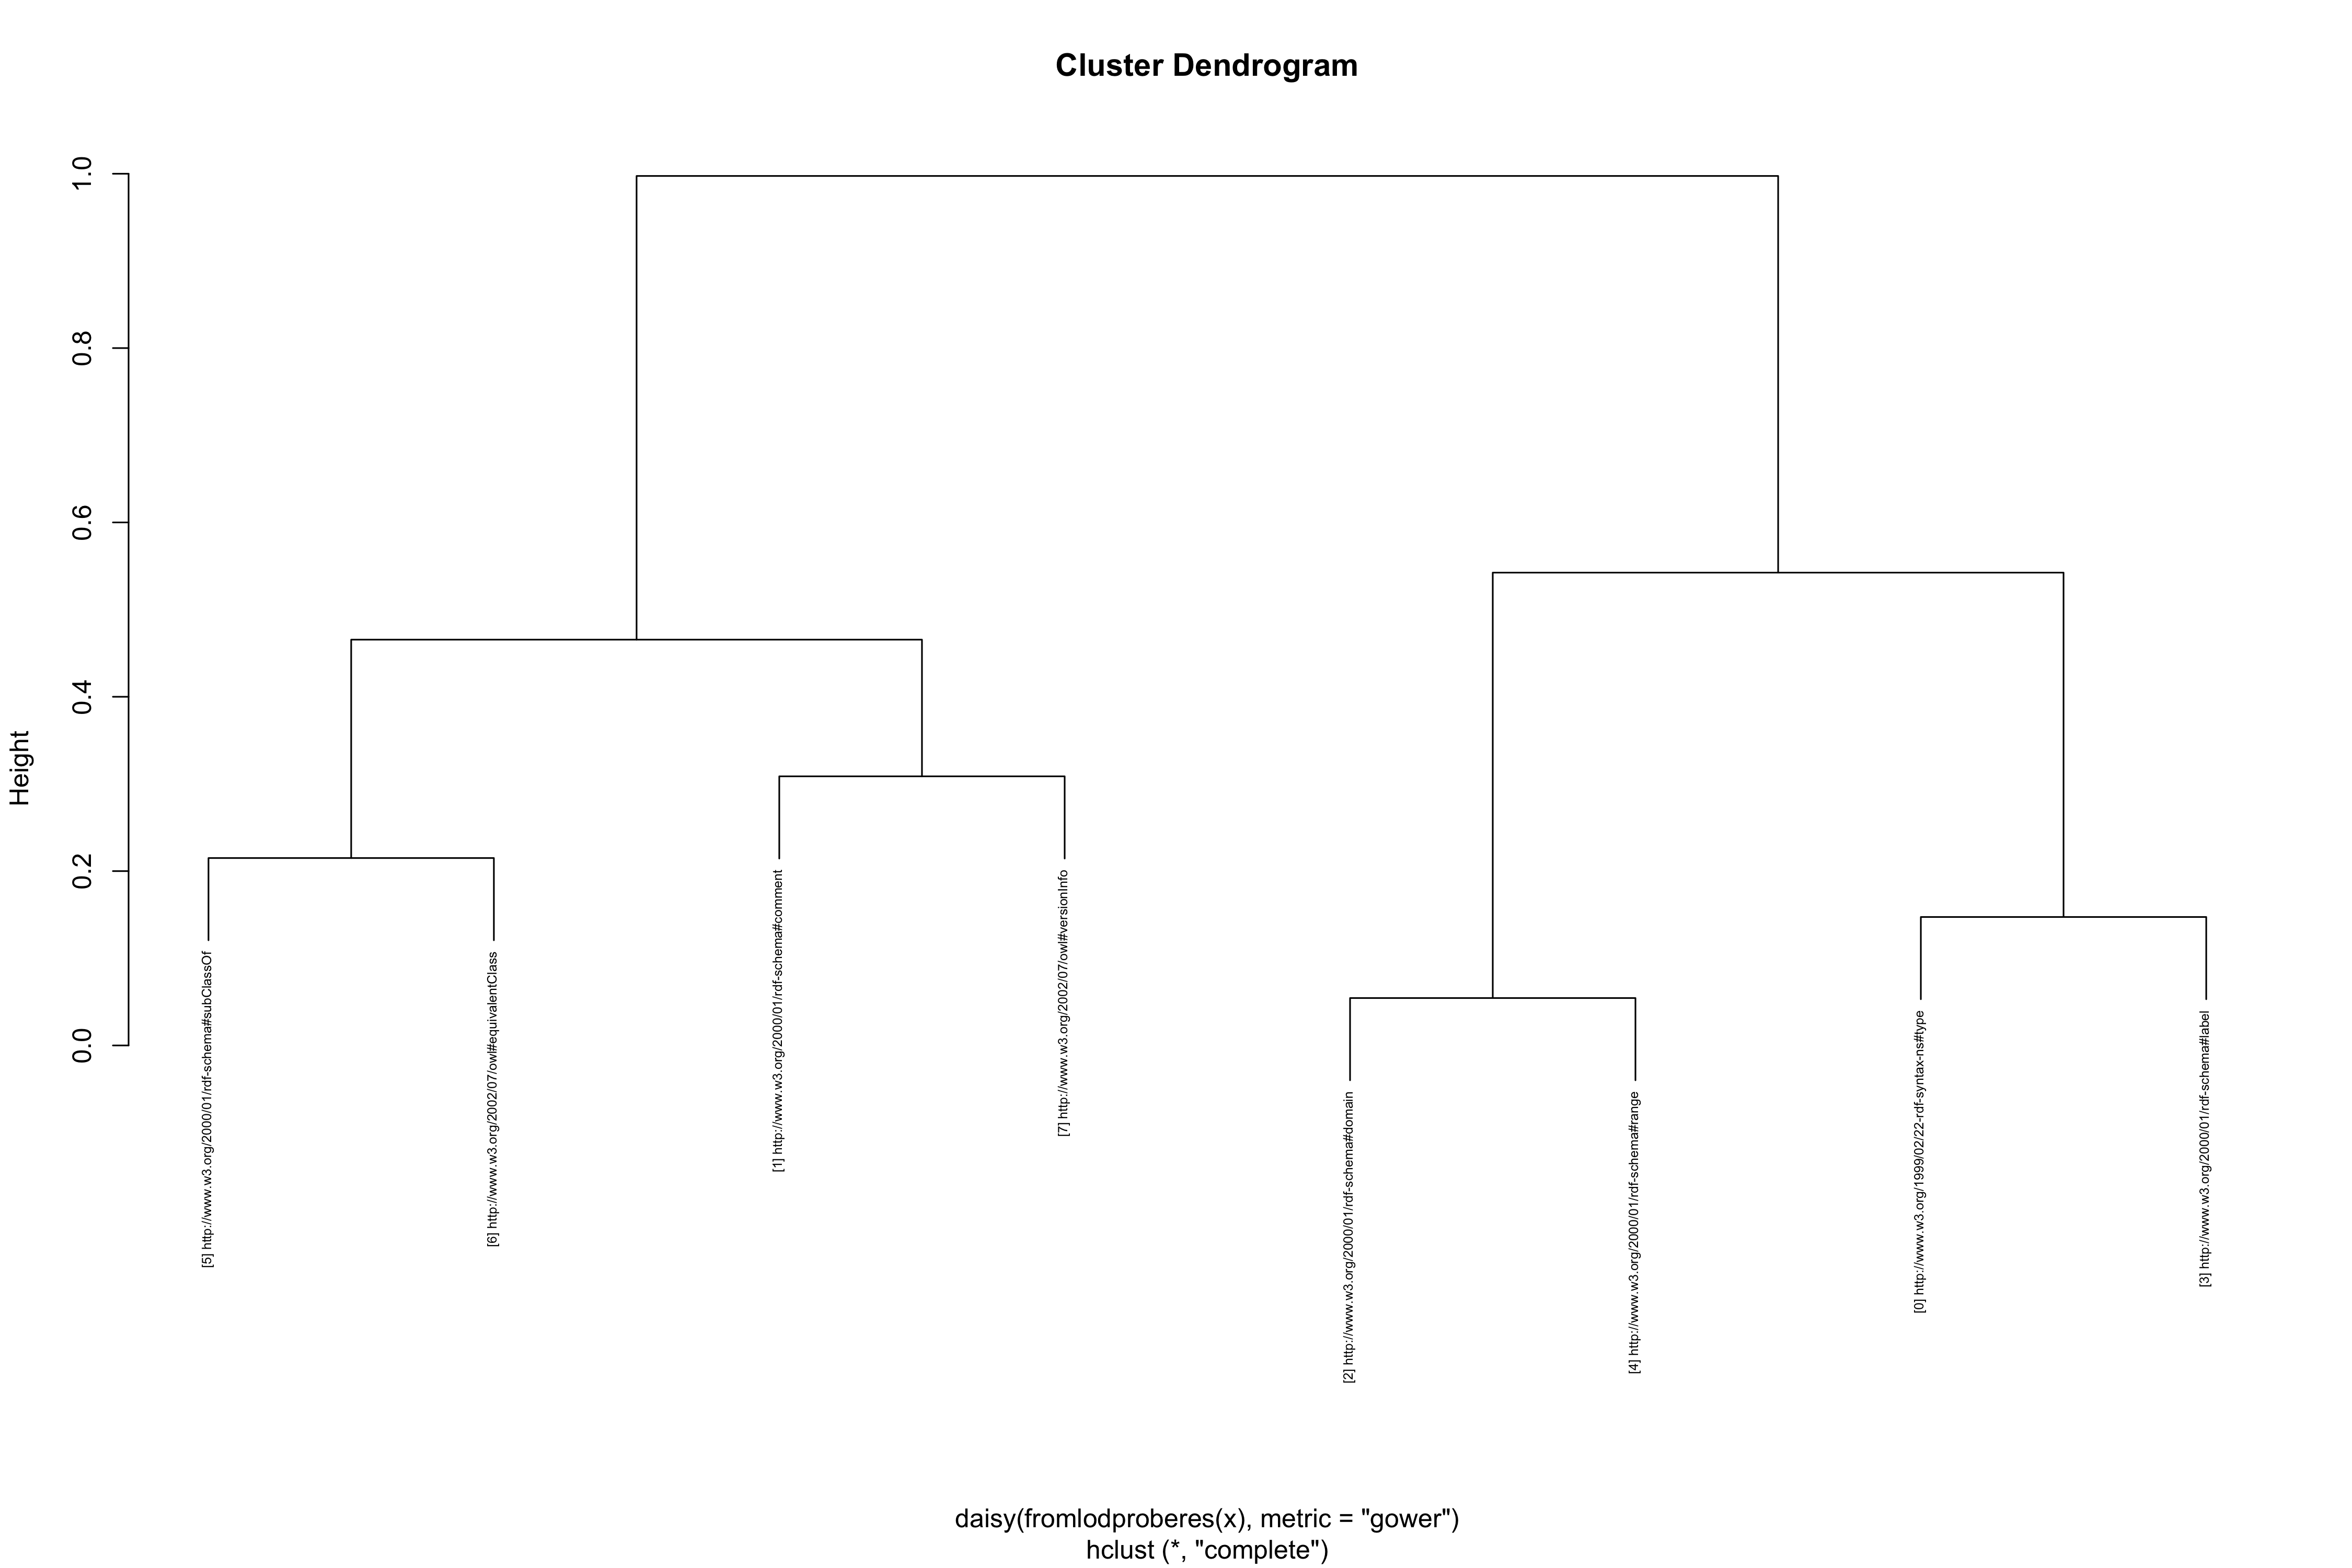 Cluster Dendrogram
Height
1.0
0.8
0.6
0.4
0.2
0.0
[5] http://www.w3.org/2000/01/rdf-schema#subClassOf
[6] http://www.w3.org/2002/07/owl#equivalentClass
[1] http://www.w3.org/2000/01/rdf-schema#comment
[7] http://www.w3.org/2002/07/owl#versionInfo
[2] http://www.w3.org/2000/01/rdf-schema#domain
[4] http://www.w3.org/2000/01/rdf-schema#range
[0] http://www.w3.org/1999/02/22-rdf-syntax-ns#type
[3] http://www.w3.org/2000/01/rdf-schema#label
daisy(fromlodproberes(x), metric = "gower")
hclust (*, "complete")